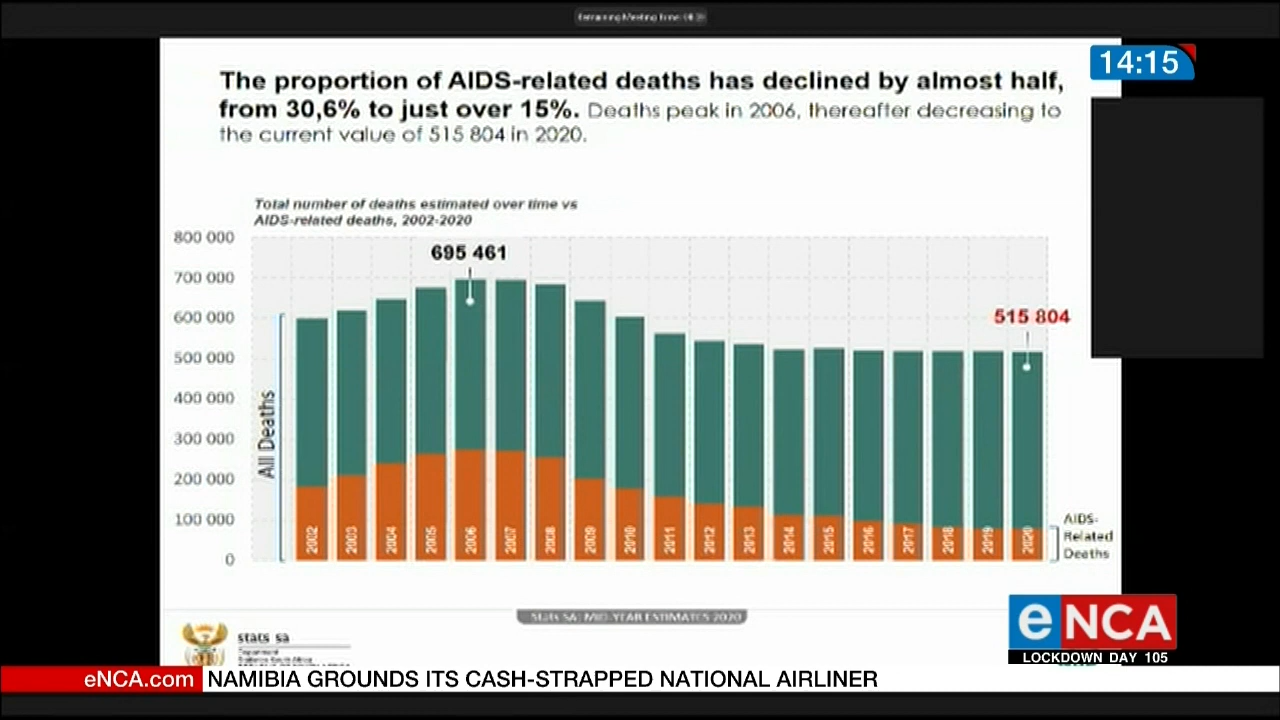 14:15
The proportion of AIDS-related deaths has declined by almost half,
from 30,6% to just over 15%. Deaths peak in 2006, thereafter decreasing to
the current value of 515 804 in 2020.
Total number of deaths estimated over time vs
AIDS-related deaths, 2002-2020
800 000
700 000
600 000
500 000
400 000
300 000
200 000
100 000
0
All Deaths
695 461
515 804
2002
2003
2004
2005
2006
2007
2008
2009
2010
2011
2012
2013
2014
2015
2016
2017
2018
2019
2020
AIDS-
Related
Deaths
STATS SA: MID-YEAR ESTIMATES 2020
stats sa
Department
Statistics South Africa
eNCA
LOCKDOWN DAY 105
eNCA.com NAMIBIA GROUNDS ITS CASH-STRAPPED NATIONAL AIRLINER